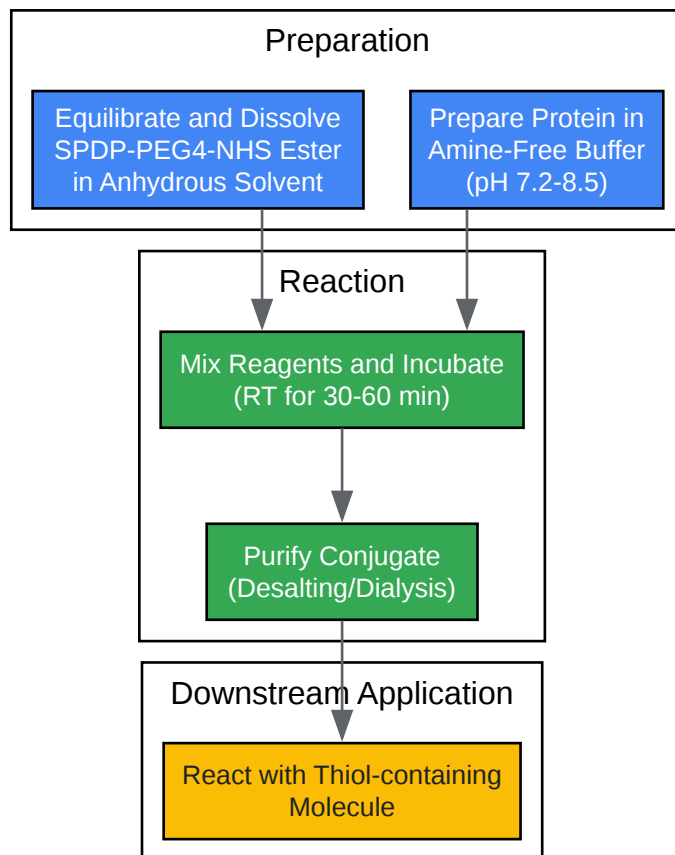 Preparation
Equilibrate and Dissolve
SPDP-PEG4-NHS Ester
in Anhydrous Solvent
Prepare Protein in
Amine-Free Buffer
(pH 7.2-8.5)
Reaction
Mix Reagents and Incubate
(RT for 30-60 min)
Purify Conjugate
(Desalting/Dialysis)
Downstream Application
React with Thiol-containing
Molecule